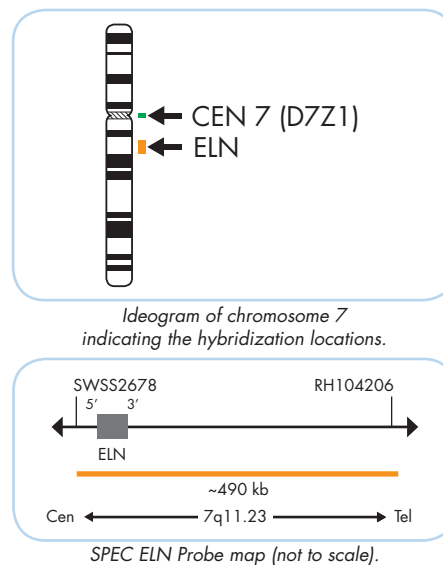 CEN 7 (D7Z1)
ELN
Ideogram of chromosome 7
indicating the hybridization locations.
SWSS2678 RH104206
5’ 3’
ELN
~490 kb
Cen 7q11.23 Tel
SPEC ELN Probe map (not to scale).